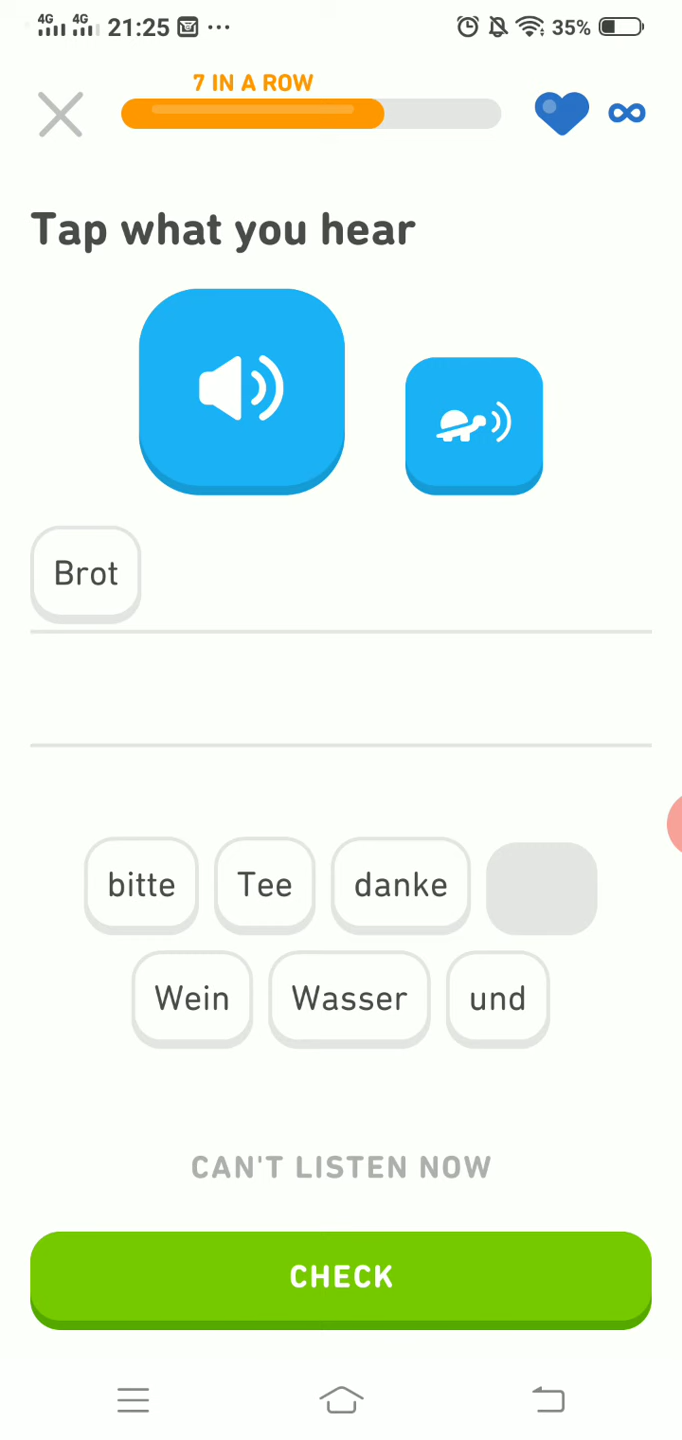 4G 4G 21:25 ... 35%
7 IN A ROW
Tap what you hear
Brot
bitte Tee danke
Wein Wasser und
CAN'T LISTEN NOW
CHECK